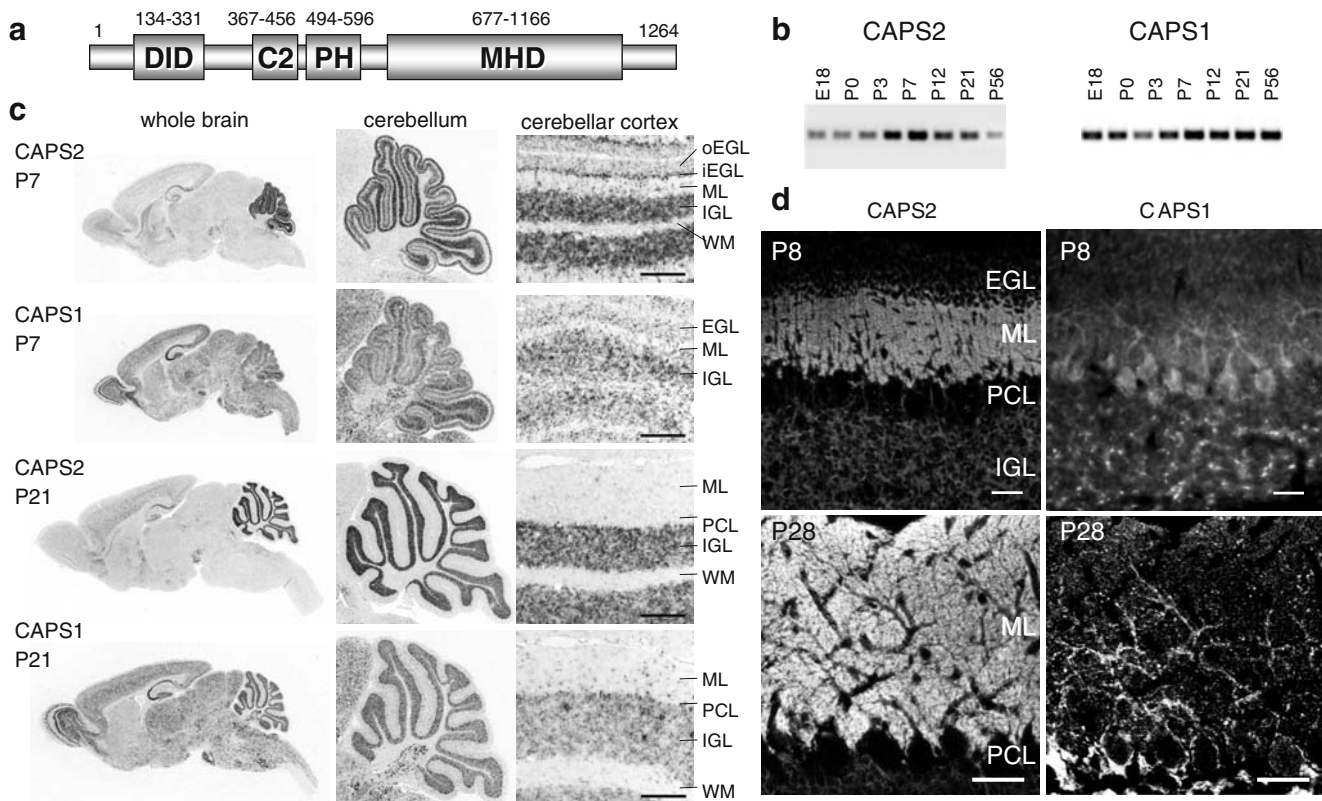 a
134-331 367-456 494-596 677-1166
1 1264
DID C2 PH MHD
b
CAPS2 CAPS1
E18 P0 P3 P7 P12 P21 P56
E18 P0 P3 P7 P12 P21 P56
c
whole brain cerebellum cerebellar cortex
CAPS2
P7
oEGL
iEGL
ML
IGL
WM
CAPS1
P7
EGL
ML
IGL
CAPS2
P21
ML
PCL
IGL
WM
CAPS1
P21
ML
PCL
IGL
WM
d
CAPS2 CAPS1
P8 P8
EGL
ML
PCL
IGL
P28 P28
ML
PCL